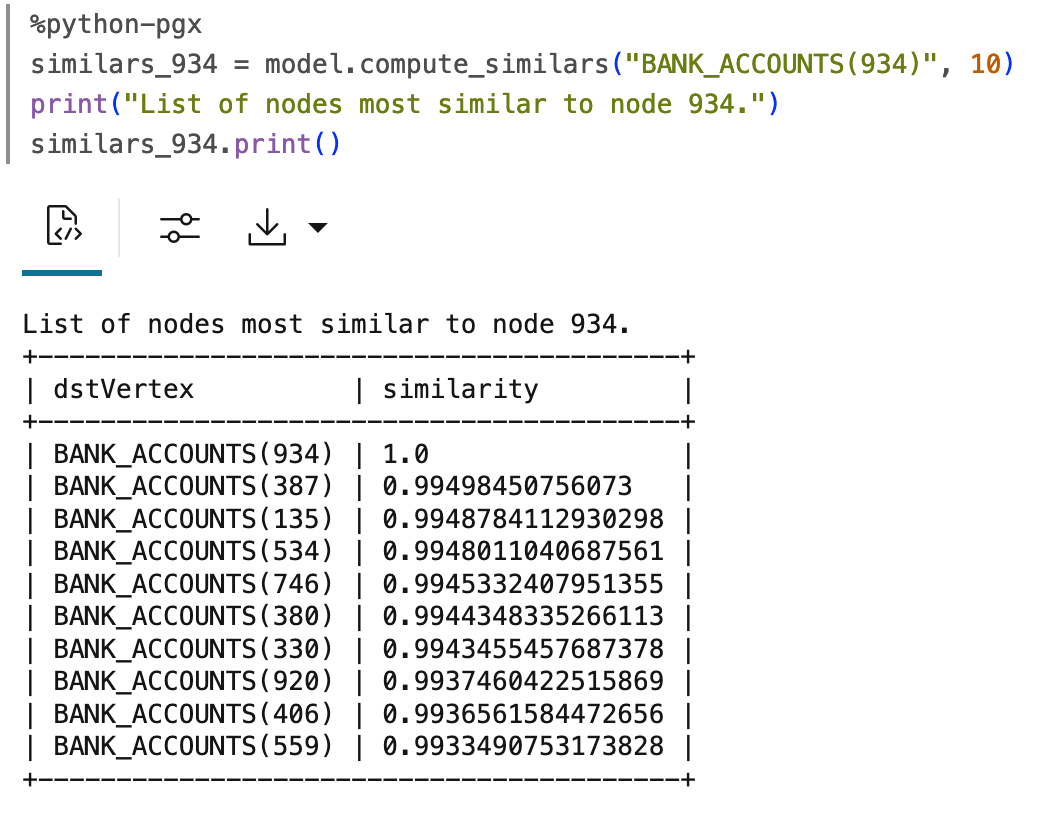 %python-pgx
similars_934 = model.compute_similars("BANK_ACCOUNTS(934)", 10)
print("List of nodes most similar to node 934.")
similars_934.print()
List of nodes most similar to node 934.
+-----------------------------------------+
| dstVertex          | similarity         |
+-----------------------------------------+
| BANK_ACCOUNTS(934) | 1.0                |
| BANK_ACCOUNTS(387) | 0.99498450756073   |
| BANK_ACCOUNTS(135) | 0.9948784112930298 |
| BANK_ACCOUNTS(534) | 0.9948011040687561 |
| BANK_ACCOUNTS(746) | 0.9945332407951355 |
| BANK_ACCOUNTS(380) | 0.9944348335266113 |
| BANK_ACCOUNTS(330) | 0.9943455457687378 |
| BANK_ACCOUNTS(920) | 0.9937460422515869 |
| BANK_ACCOUNTS(406) | 0.9936561584472656 |
| BANK_ACCOUNTS(559) | 0.9933490753173828 |
+-----------------------------------------+